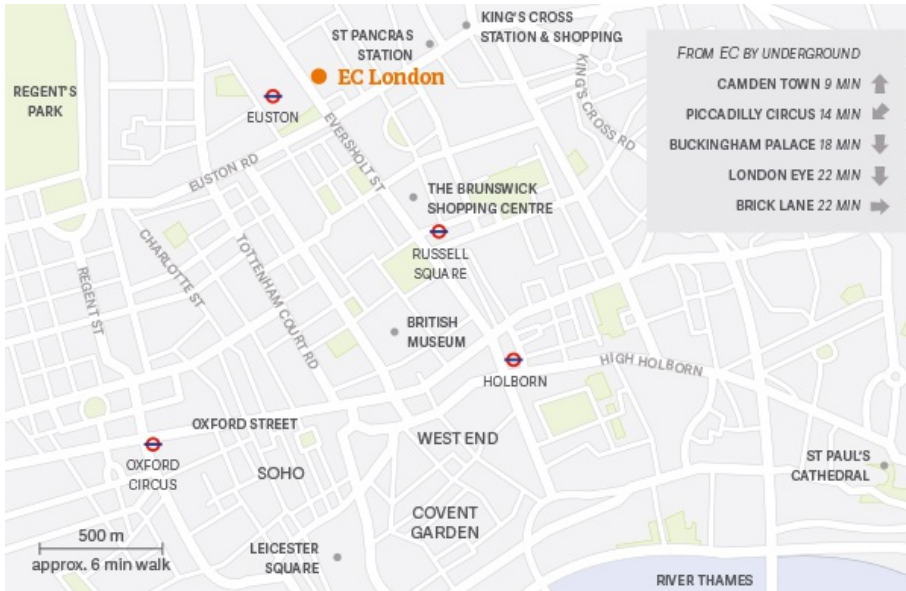 KING'S CROSS
STATION & SHOPPING
ST PANCRAS
STATION
EC London
REGENT'S
PARK
EUSTON
EUSTON RD
EVERSHOLT ST
KING'S CROSS RD
FROM EC BY UNDERGROUND
CAMDEN TOWN 9 MIN
PICCADILLY CIRCUS 14 MIN
BUCKINGHAM PALACE 18 MIN
LONDON EYE 22 MIN
BRICK LANE 22 MIN
THE BRUNSWICK
SHOPPING CENTRE
RUSSELL
SQUARE
CHARLOTTE ST
TOTTENHAM COURT RD
REGENT ST
BRITISH
MUSEUM
HOLBORN
HIGH HOLBORN
OXFORD STREET
OXFORD
CIRCUS
SOHO
WEST END
COVENT
GARDEN
ST PAUL'S
CATHEDRAL
500 m
approx. 6 min walk
LEICESTER
SQUARE
RIVER THAMES